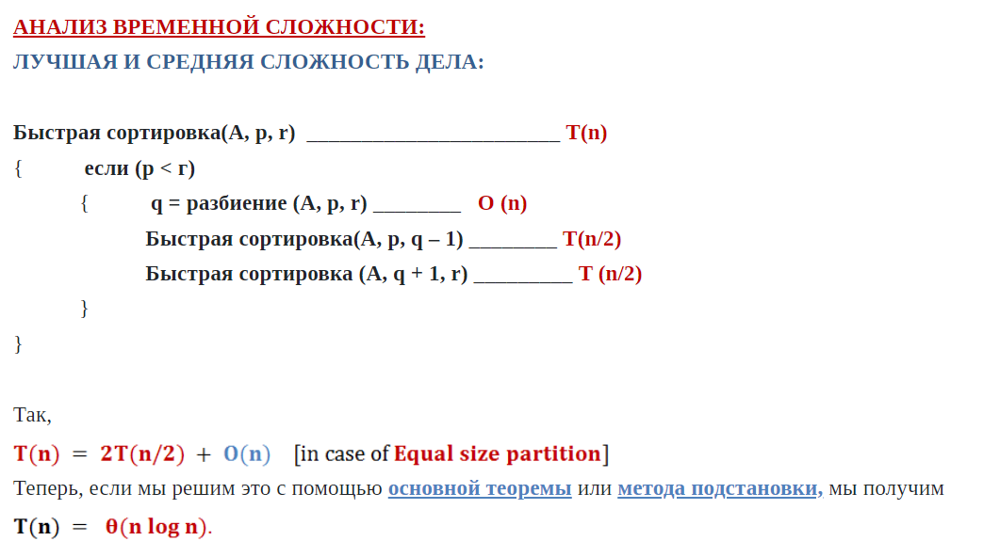 АНАЛИЗ ВРЕМЕННОЙ СЛОЖНОСТИ:
ЛУЧШАЯ И СРЕДНЯЯ СЛОЖНОСТЬ ДЕЛА:
Быстрая сортировка(A, p, r) _______________________ T(n)
{ если (p < г)
{ q = разбиение (A, p, r) ________ O (n)
Быстрая сортировка(A, p, q – 1) ________ T(n/2)
Быстрая сортировка (A, q + 1, r) _________ T (n/2)
}
}
Так,
T(n) = 2T(n/2) + O(n) [in case of Equal size partition]
Теперь, если мы решим это с помощью основной теоремы или метода подстановки, мы получим
T(n) = θ(n log n).